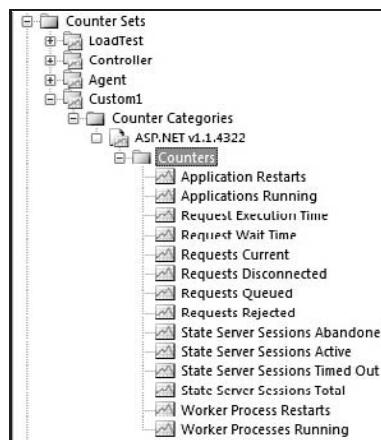 Counter Sets
LoadTest
Controller
Agent
Custom1
Counter Categories
ASP.NET v1.1.4322
Counters
Application Restarts
Applications Running
Request Execution Time
Request Wait Time
Requests Current
Requests Disconnected
Requests Queued
Requests Rejected
State Server Sessions Abandone
State Server Sessions Active
State Server Sessions Timed Out
State Server Sessions Total
Worker Process Restarts
Worker Processes Running